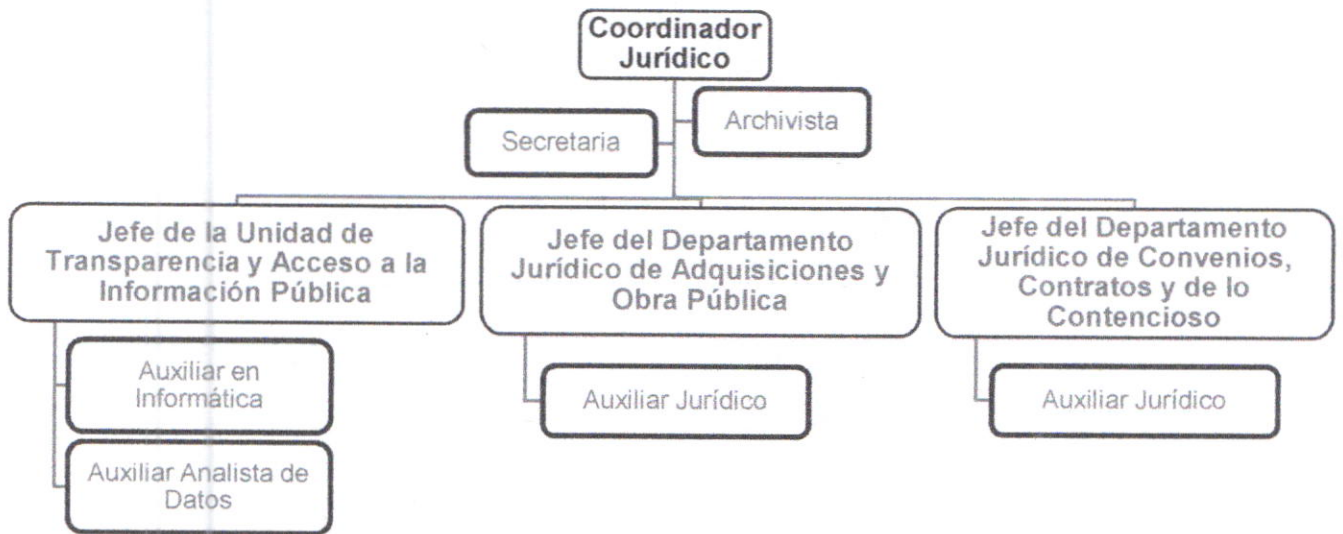 Coordinador
Jurídico
Archivista
Secretaria
Jefe de la Unidad de
Transparencia y Acceso a la
Información Pública
Jefe del Departamento
Jurídico de Adquisiciones y
Obra Pública
Jefe del Departamento
Jurídico de Convenios,
Contratos y de lo
Contencioso
Auxiliar en
Informática
Auxiliar Analista de
Datos
Auxiliar Jurídico
Auxiliar Jurídico